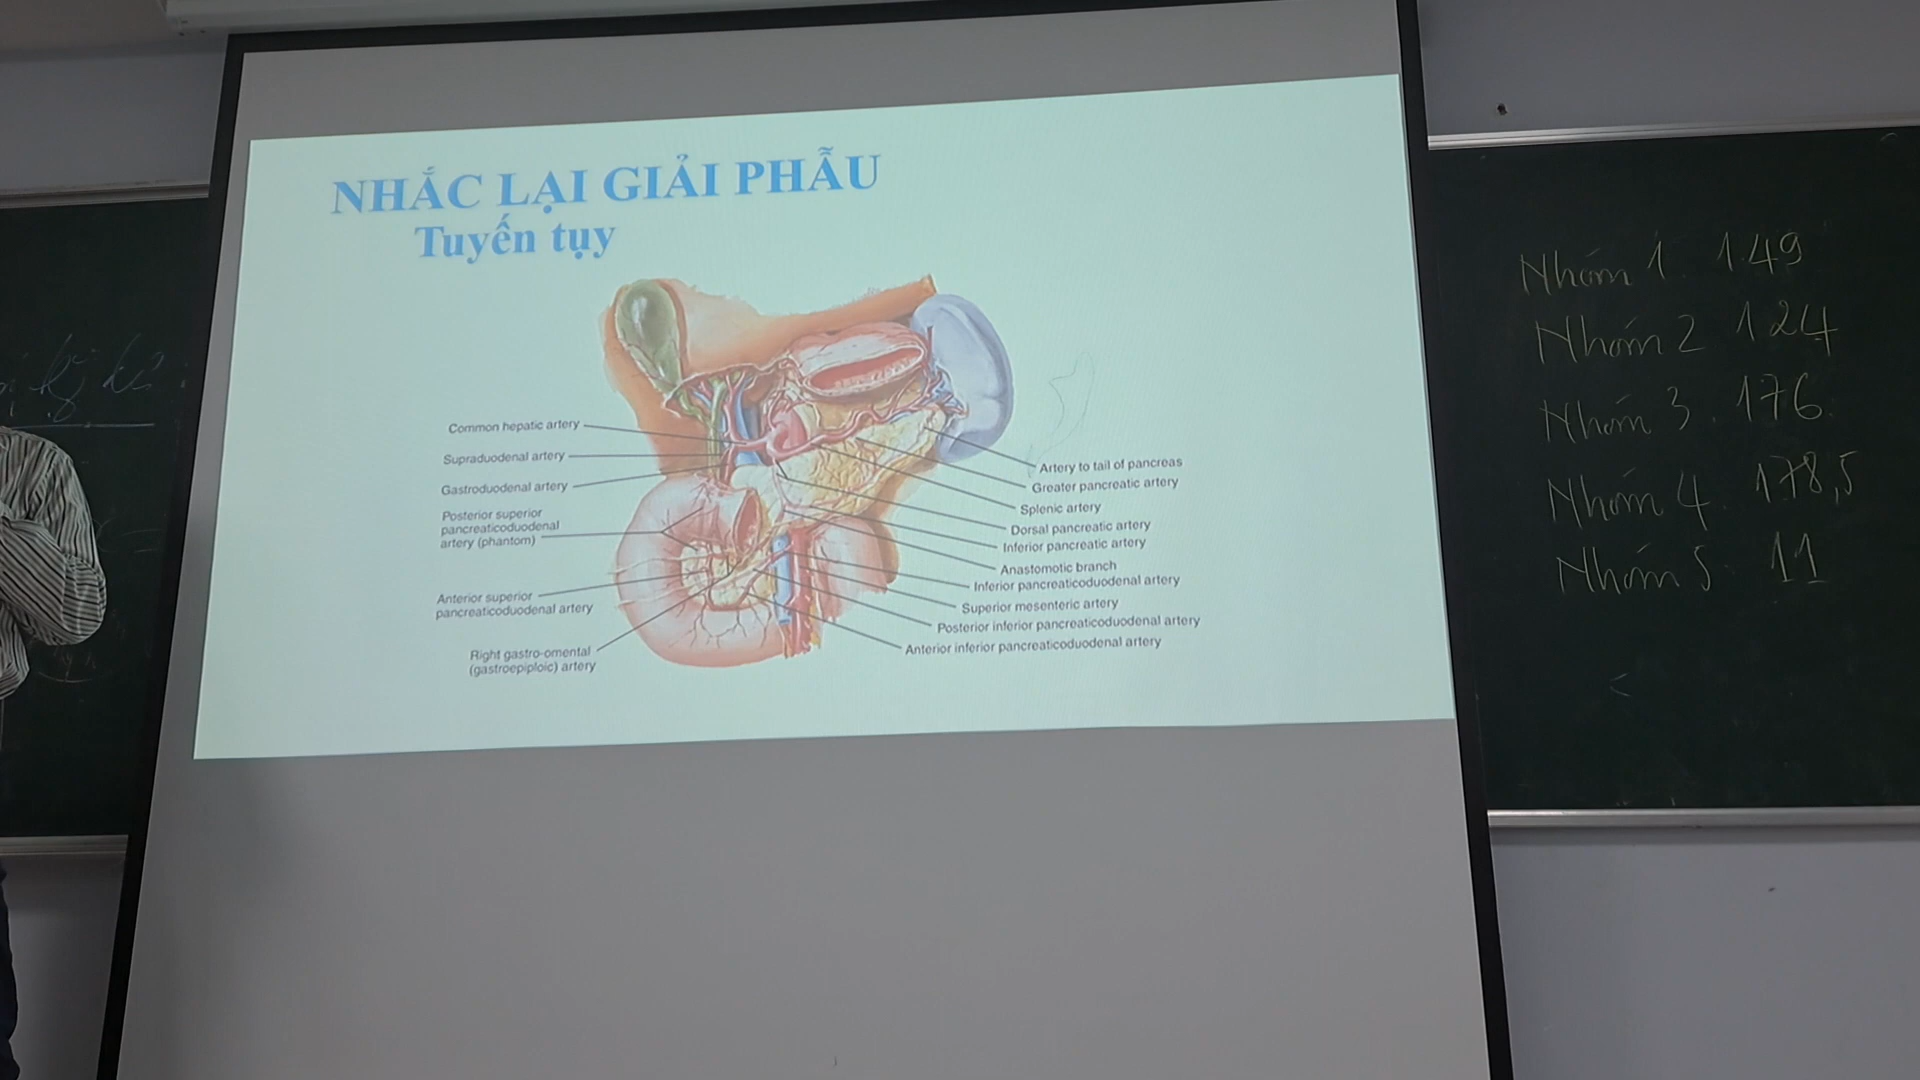 NHẮC LẠI GIẢI PHẪU
Tuyến tụy
Common hepatic artery
Supraduodenal artery
Gastroduodenal artery
Posterior superior
pancreaticoduodenal
artery (phantom)
Anterior superior
pancreaticoduodenal artery
Right gastro-omental
(gastroepiploic) artery
Artery to tail of pancreas
Greater pancreatic artery
Splenic artery
Dorsal pancreatic artery
Inferior pancreatic artery
Anastomotic branch
Inferior pancreaticoduodenal artery
Superior mesenteric artery
Posterior inferior pancreaticoduodenal artery
Anterior inferior pancreaticoduodenal artery
Nhóm 1. 149
Nhóm 2 124
Nhóm 3. 176
Nhóm 4. 178,5
Nhóm 5. 11